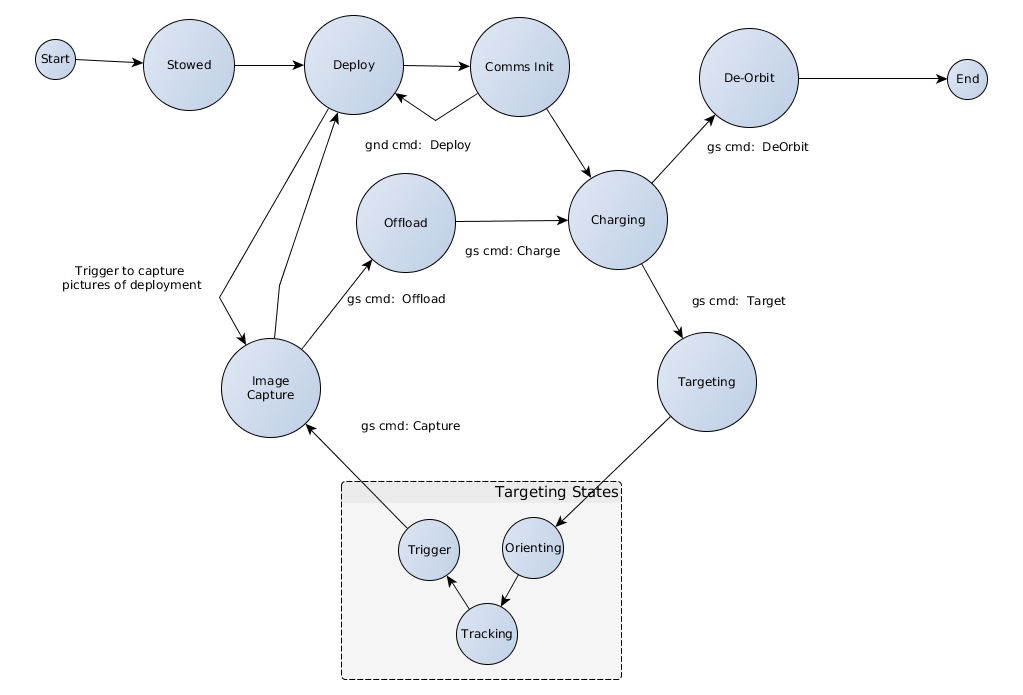 Start
Stowed
Deploy
Comms Init
De-Orbit
End
gnd cmd:  Deploy
gs cmd:  DeOrbit
Offload
Charging
gs cmd: Charge
Trigger to capture
pictures of deployment
gs cmd:  Offload
gs cmd:  Target
Image
Capture
Targeting
gs cmd: Capture
Targeting States
Trigger
Orienting
Tracking